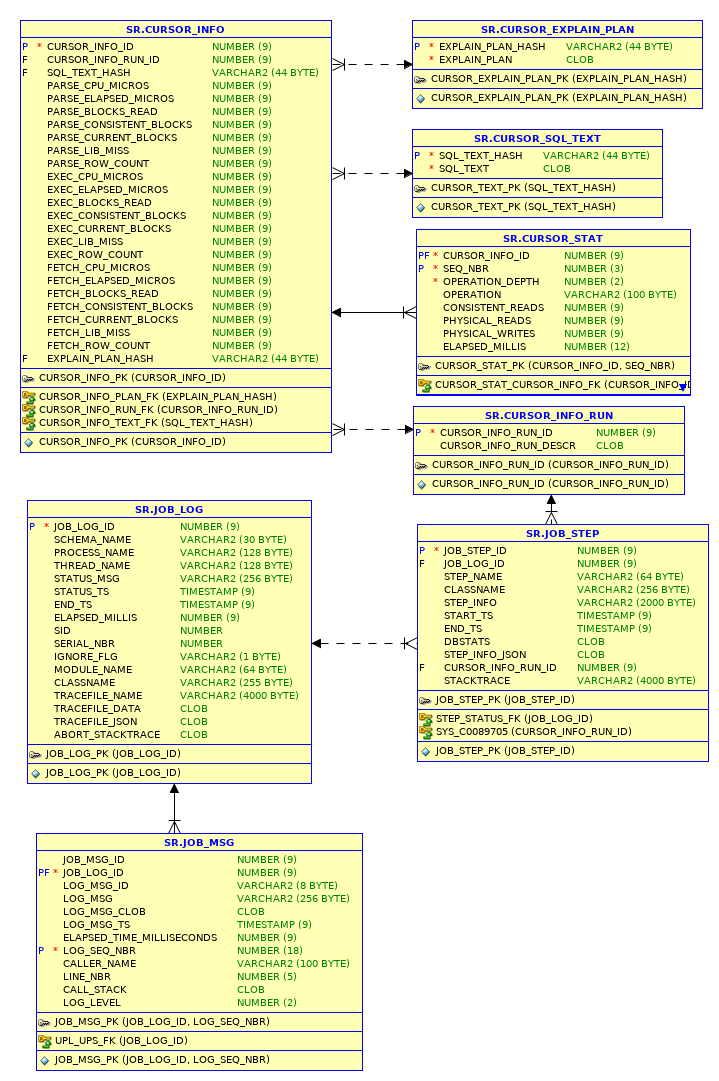 SR.CURSOR_INFO
P * CURSOR_INFO_ID NUMBER (9)
F CURSOR_INFO_RUN_ID NUMBER (9)
F SQL_TEXT_HASH VARCHAR2 (44 BYTE)
PARSE_CPU_MICROS NUMBER (9)
PARSE_ELAPSED_MICROS NUMBER (9)
PARSE_BLOCKS_READ NUMBER (9)
PARSE_CONSISTENT_BLOCKS NUMBER (9)
PARSE_CURRENT_BLOCKS NUMBER (9)
PARSE_LIB_MISS NUMBER (9)
PARSE_ROW_COUNT NUMBER (9)
EXEC_CPU_MICROS NUMBER (9)
EXEC_ELAPSED_MICROS NUMBER (9)
EXEC_BLOCKS_READ NUMBER (9)
EXEC_CONSISTENT_BLOCKS NUMBER (9)
EXEC_CURRENT_BLOCKS NUMBER (9)
EXEC_LIB_MISS NUMBER (9)
EXEC_ROW_COUNT NUMBER (9)
FETCH_CPU_MICROS NUMBER (9)
FETCH_ELAPSED_MICROS NUMBER (9)
FETCH_BLOCKS_READ NUMBER (9)
FETCH_CONSISTENT_BLOCKS NUMBER (9)
FETCH_CURRENT_BLOCKS NUMBER (9)
FETCH_LIB_MISS NUMBER (9)
FETCH_ROW_COUNT NUMBER (9)
F EXPLAIN_PLAN_HASH VARCHAR2 (44 BYTE)
CURSOR_INFO_PK (CURSOR_INFO_ID)
CURSOR_INFO_PLAN_FK (EXPLAIN_PLAN_HASH)
CURSOR_INFO_RUN_FK (CURSOR_INFO_RUN_ID)
CURSOR_INFO_TEXT_FK (SQL_TEXT_HASH)
CURSOR_INFO_PK (CURSOR_INFO_ID)
SR.CURSOR_EXPLAIN_PLAN
P * EXPLAIN_PLAN_HASH VARCHAR2 (44 BYTE)
* EXPLAIN_PLAN CLOB
CURSOR_EXPLAIN_PLAN_PK (EXPLAIN_PLAN_HASH)
CURSOR_EXPLAIN_PLAN_PK (EXPLAIN_PLAN_HASH)
SR.CURSOR_SQL_TEXT
P * SQL_TEXT_HASH VARCHAR2 (44 BYTE)
* SQL_TEXT CLOB
CURSOR_TEXT_PK (SQL_TEXT_HASH)
CURSOR_TEXT_PK (SQL_TEXT_HASH)
SR.CURSOR_STAT
PF * CURSOR_INFO_ID NUMBER (9)
P * SEQ_NBR NUMBER (3)
* OPERATION_DEPTH NUMBER (2)
OPERATION VARCHAR2 (100 BYTE)
CONSISTENT_READS NUMBER (9)
PHYSICAL_READS NUMBER (9)
PHYSICAL_WRITES NUMBER (9)
ELAPSED_MILLIS NUMBER (12)
CURSOR_STAT_PK (CURSOR_INFO_ID, SEQ_NBR)
CURSOR_STAT_CURSOR_INFO_FK (CURSOR_INFO_ID
SR.CURSOR_INFO_RUN
P * CURSOR_INFO_RUN_ID NUMBER (9)
CURSOR_INFO_RUN_DESCR CLOB
CURSOR_INFO_RUN_ID (CURSOR_INFO_RUN_ID)
CURSOR_INFO_RUN_ID (CURSOR_INFO_RUN_ID)
SR.JOB_LOG
P * JOB_LOG_ID NUMBER (9)
SCHEMA_NAME VARCHAR2 (30 BYTE)
PROCESS_NAME VARCHAR2 (128 BYTE)
THREAD_NAME VARCHAR2 (128 BYTE)
STATUS_MSG VARCHAR2 (256 BYTE)
STATUS_TS TIMESTAMP (9)
END_TS TIMESTAMP (9)
ELAPSED_MILLIS NUMBER (9)
SID NUMBER
SERIAL_NBR NUMBER
IGNORE_FLG VARCHAR2 (1 BYTE)
MODULE_NAME VARCHAR2 (64 BYTE)
CLASSNAME VARCHAR2 (255 BYTE)
TRACEFILE_NAME VARCHAR2 (4000 BYTE)
TRACEFILE_DATA CLOB
TRACEFILE_JSON CLOB
ABORT_STACKTRACE CLOB
JOB_LOG_PK (JOB_LOG_ID)
JOB_LOG_PK (JOB_LOG_ID)
SR.JOB_STEP
P * JOB_STEP_ID NUMBER (9)
F JOB_LOG_ID NUMBER (9)
STEP_NAME VARCHAR2 (64 BYTE)
CLASSNAME VARCHAR2 (256 BYTE)
STEP_INFO VARCHAR2 (2000 BYTE)
START_TS TIMESTAMP (9)
END_TS TIMESTAMP (9)
DBSTATS CLOB
STEP_INFO_JSON CLOB
F CURSOR_INFO_RUN_ID NUMBER (9)
STACKTRACE VARCHAR2 (4000 BYTE)
JOB_STEP_PK (JOB_STEP_ID)
STEP_STATUS_FK (JOB_LOG_ID)
SYS_C0089705 (CURSOR_INFO_RUN_ID)
JOB_STEP_PK (JOB_STEP_ID)
SR.JOB_MSG
JOB_MSG_ID NUMBER (9)
PF * JOB_LOG_ID NUMBER (9)
LOG_MSG_ID VARCHAR2 (8 BYTE)
LOG_MSG VARCHAR2 (256 BYTE)
LOG_MSG_CLOB CLOB
LOG_MSG_TS TIMESTAMP (9)
ELAPSED_TIME_MILLISECONDS NUMBER (9)
P * LOG_SEQ_NBR NUMBER (18)
CALLER_NAME VARCHAR2 (100 BYTE)
LINE_NBR NUMBER (5)
CALL_STACK CLOB
LOG_LEVEL NUMBER (2)
JOB_MSG_PK (JOB_LOG_ID, LOG_SEQ_NBR)
UPL_UPS_FK (JOB_LOG_ID)
JOB_MSG_PK (JOB_LOG_ID, LOG_SEQ_NBR)